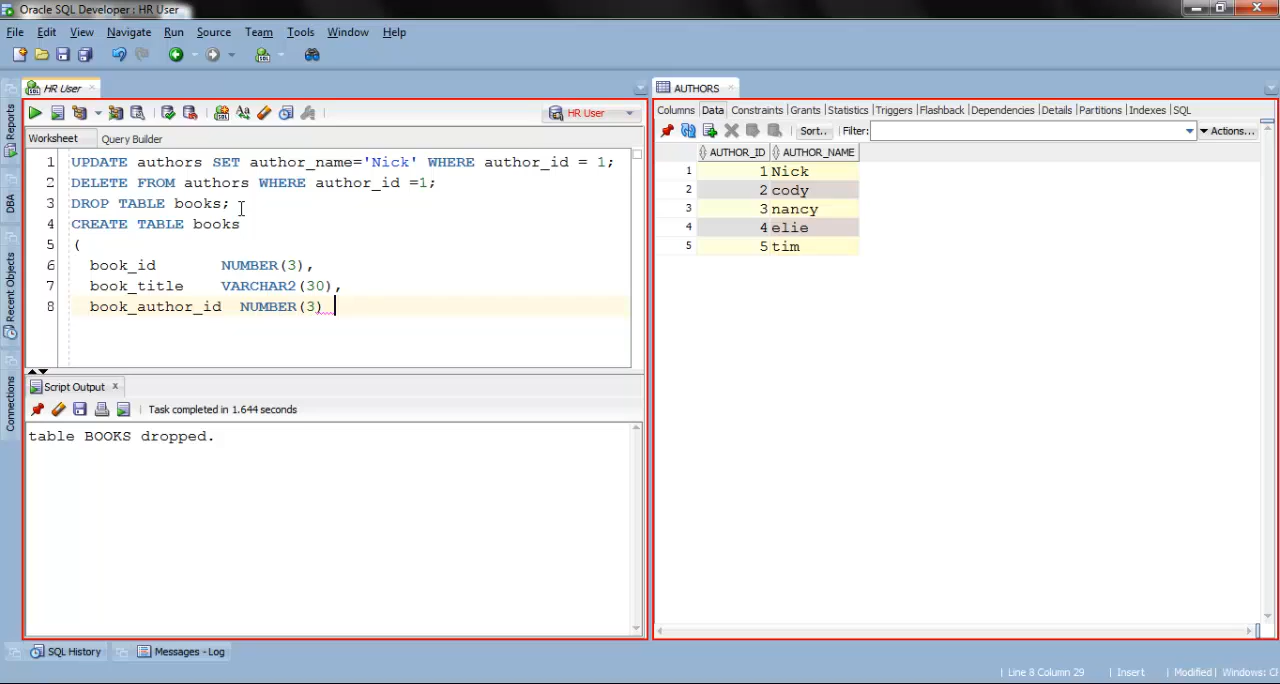 Oracle SQL Developer : HR User
File Edit View Navigate Run Source Team Tools Window Help
HR User
AUTHORS
HR User
Columns Data Constraints Grants Statistics Triggers Flashback Dependencies Details Partitions Indexes SQL
Sort.. Filter: Actions...
Worksheet Query Builder
AUTHOR_ID AUTHOR_NAME
1 1 Nick
2 2 cody
3 3 nancy
4 4 elie
5 5 tim
1 UPDATE authors SET author_name='Nick' WHERE author_id = 1;
2 DELETE FROM authors WHERE author_id =1;
3 DROP TABLE books;
4 CREATE TABLE books
5 (
6 book_id NUMBER(3),
7 book_title VARCHAR2(30),
8 book_author_id NUMBER(3)
Script Output
Task completed in 1.644 seconds
table BOOKS dropped.
Reports
DBA
Recent Objects
Connections
SQL History Messages - Log
Line 8 Column 29 Insert Modified Windows: Cl